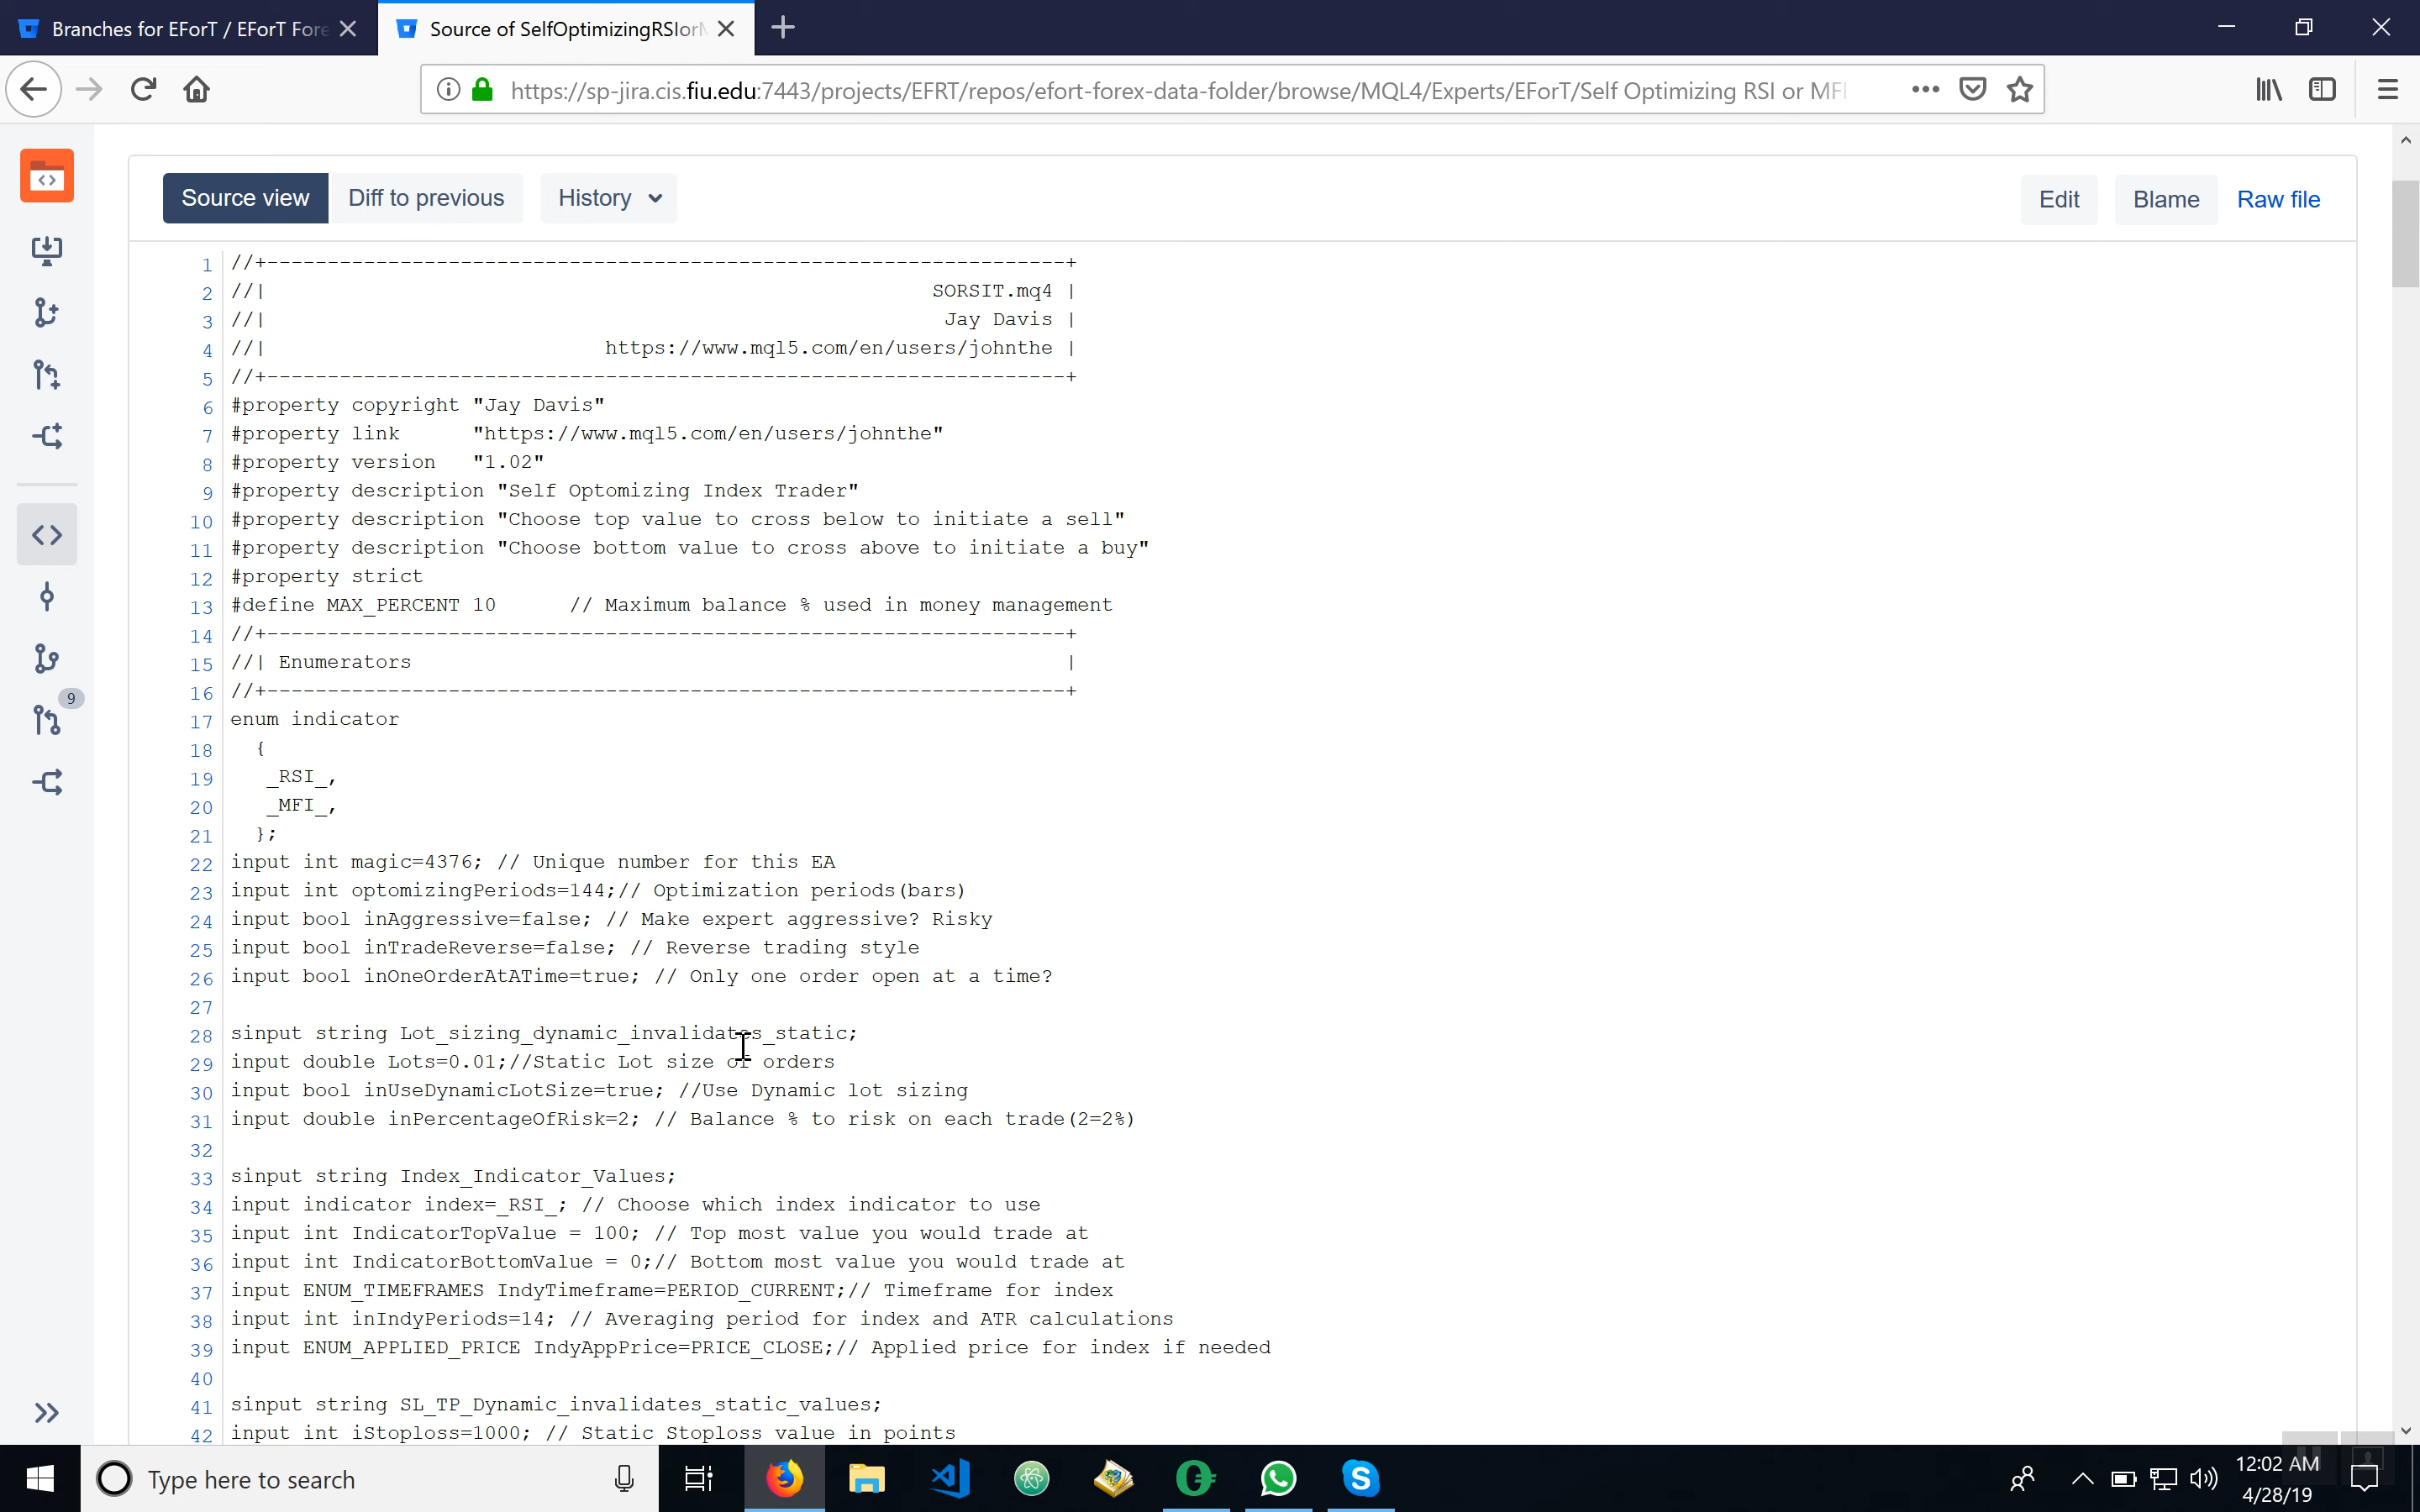 Branches for EForT / EForT Fore
Source of SelfOptimizingRSIorM
https://sp-jira.cis.fiu.edu:7443/projects/EFRT/repos/efort-forex-data-folder/browse/MQL4/Experts/EForT/Self Optimizing RSI or MFI
Source view Diff to previous History Edit Blame Raw file
1 //+------------------------------------------------------------------+
2 //| SORSIT.mq4 |
3 //| Jay Davis |
4 //| https://www.mql5.com/en/users/johnthe |
5 //+------------------------------------------------------------------+
6 #property copyright "Jay Davis"
7 #property link "https://www.mql5.com/en/users/johnthe"
8 #property version "1.02"
9 #property description "Self Optomizing Index Trader"
10 #property description "Choose top value to cross below to initiate a sell"
11 #property description "Choose bottom value to cross above to initiate a buy"
12 #property strict
13 #define MAX_PERCENT 10 // Maximum balance % used in money management
14 //+------------------------------------------------------------------+
15 //| Enumerators |
16 //+------------------------------------------------------------------+
17 enum indicator
18 {
19 _RSI_,
20 _MFI_,
21 };
22 input int magic=4376; // Unique number for this EA
23 input int optomizingPeriods=144;// Optimization periods(bars)
24 input bool inAggressive=false; // Make expert aggressive? Risky
25 input bool inTradeReverse=false; // Reverse trading style
26 input bool inOneOrderAtATime=true; // Only one order open at a time?
27
28 sinput string Lot_sizing_dynamic_invalidates_static;
29 input double Lots=0.01;//Static Lot size of orders
30 input bool inUseDynamicLotSize=true; //Use Dynamic lot sizing
31 input double inPercentageOfRisk=2; // Balance % to risk on each trade(2=2%)
32
33 sinput string Index_Indicator_Values;
34 input indicator index=_RSI_; // Choose which index indicator to use
35 input int IndicatorTopValue = 100; // Top most value you would trade at
36 input int IndicatorBottomValue = 0;// Bottom most value you would trade at
37 input ENUM_TIMEFRAMES IndyTimeframe=PERIOD_CURRENT;// Timeframe for index
38 input int inIndyPeriods=14; // Averaging period for index and ATR calculations
39 input ENUM_APPLIED_PRICE IndyAppPrice=PRICE_CLOSE;// Applied price for index if needed
40
41 sinput string SL_TP_Dynamic_invalidates_static_values;
42 input int iStoploss=1000; // Static Stoploss value in points
9
Type here to search
12:02 AM
4/28/19